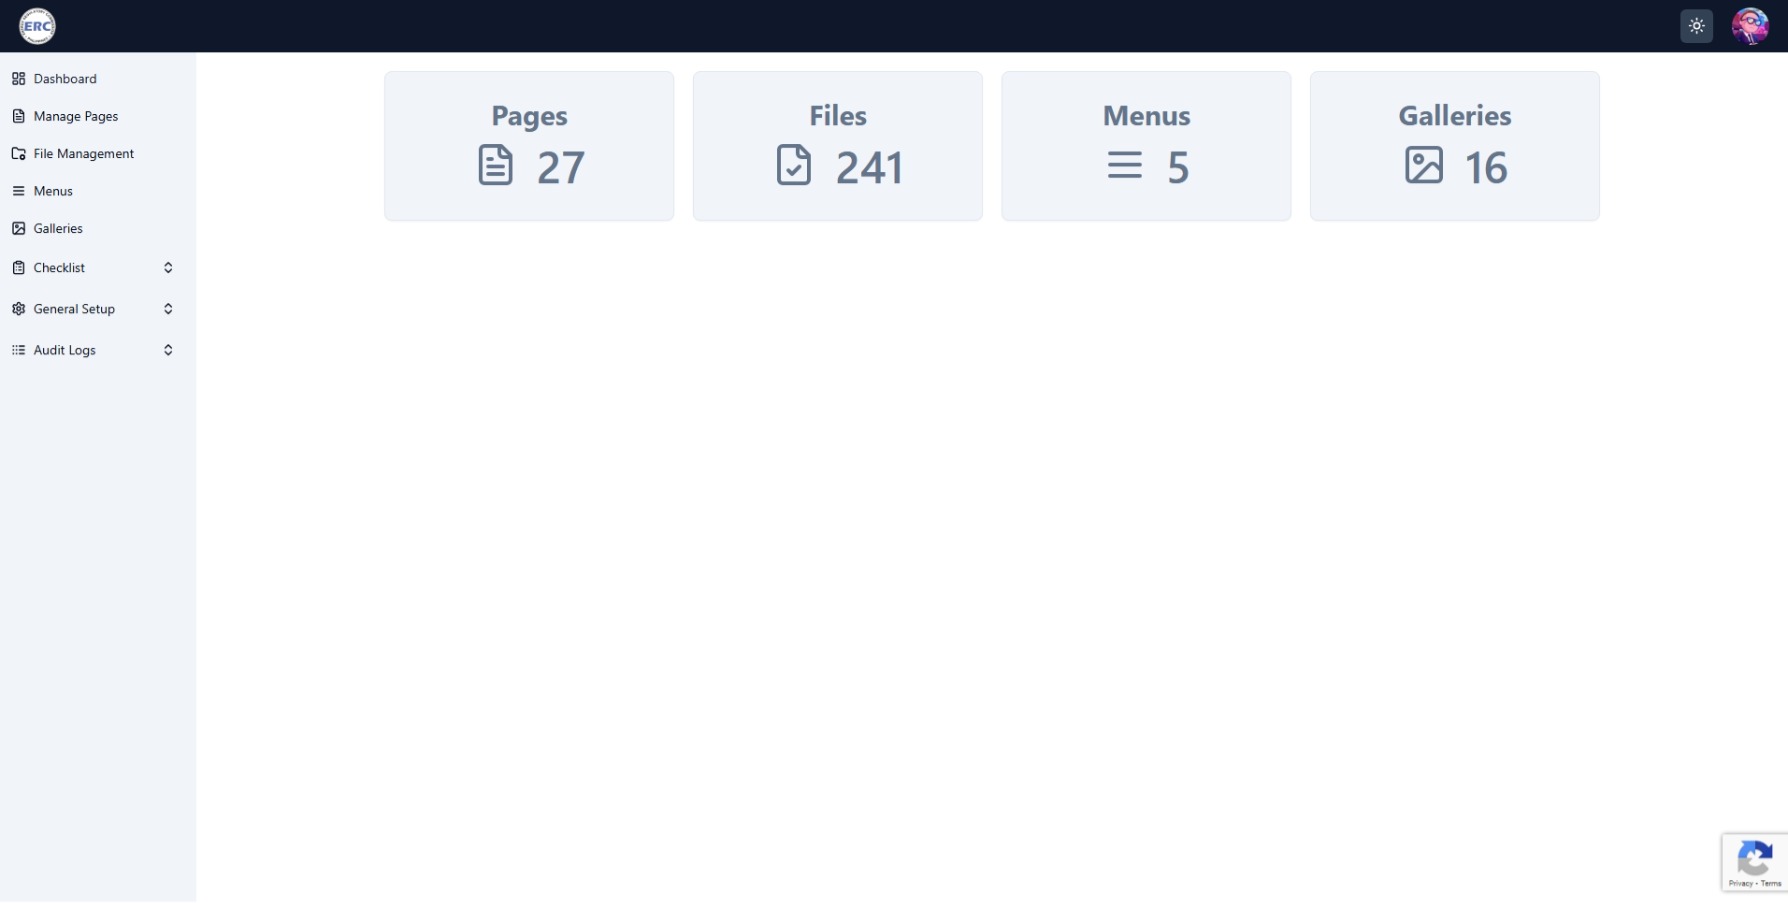 ERC
Dashboard
Manage Pages
File Management
Menus
Galleries
Checklist
General Setup
Audit Logs
Pages
27
Files
241
Menus
5
Galleries
16
Privacy - Terms